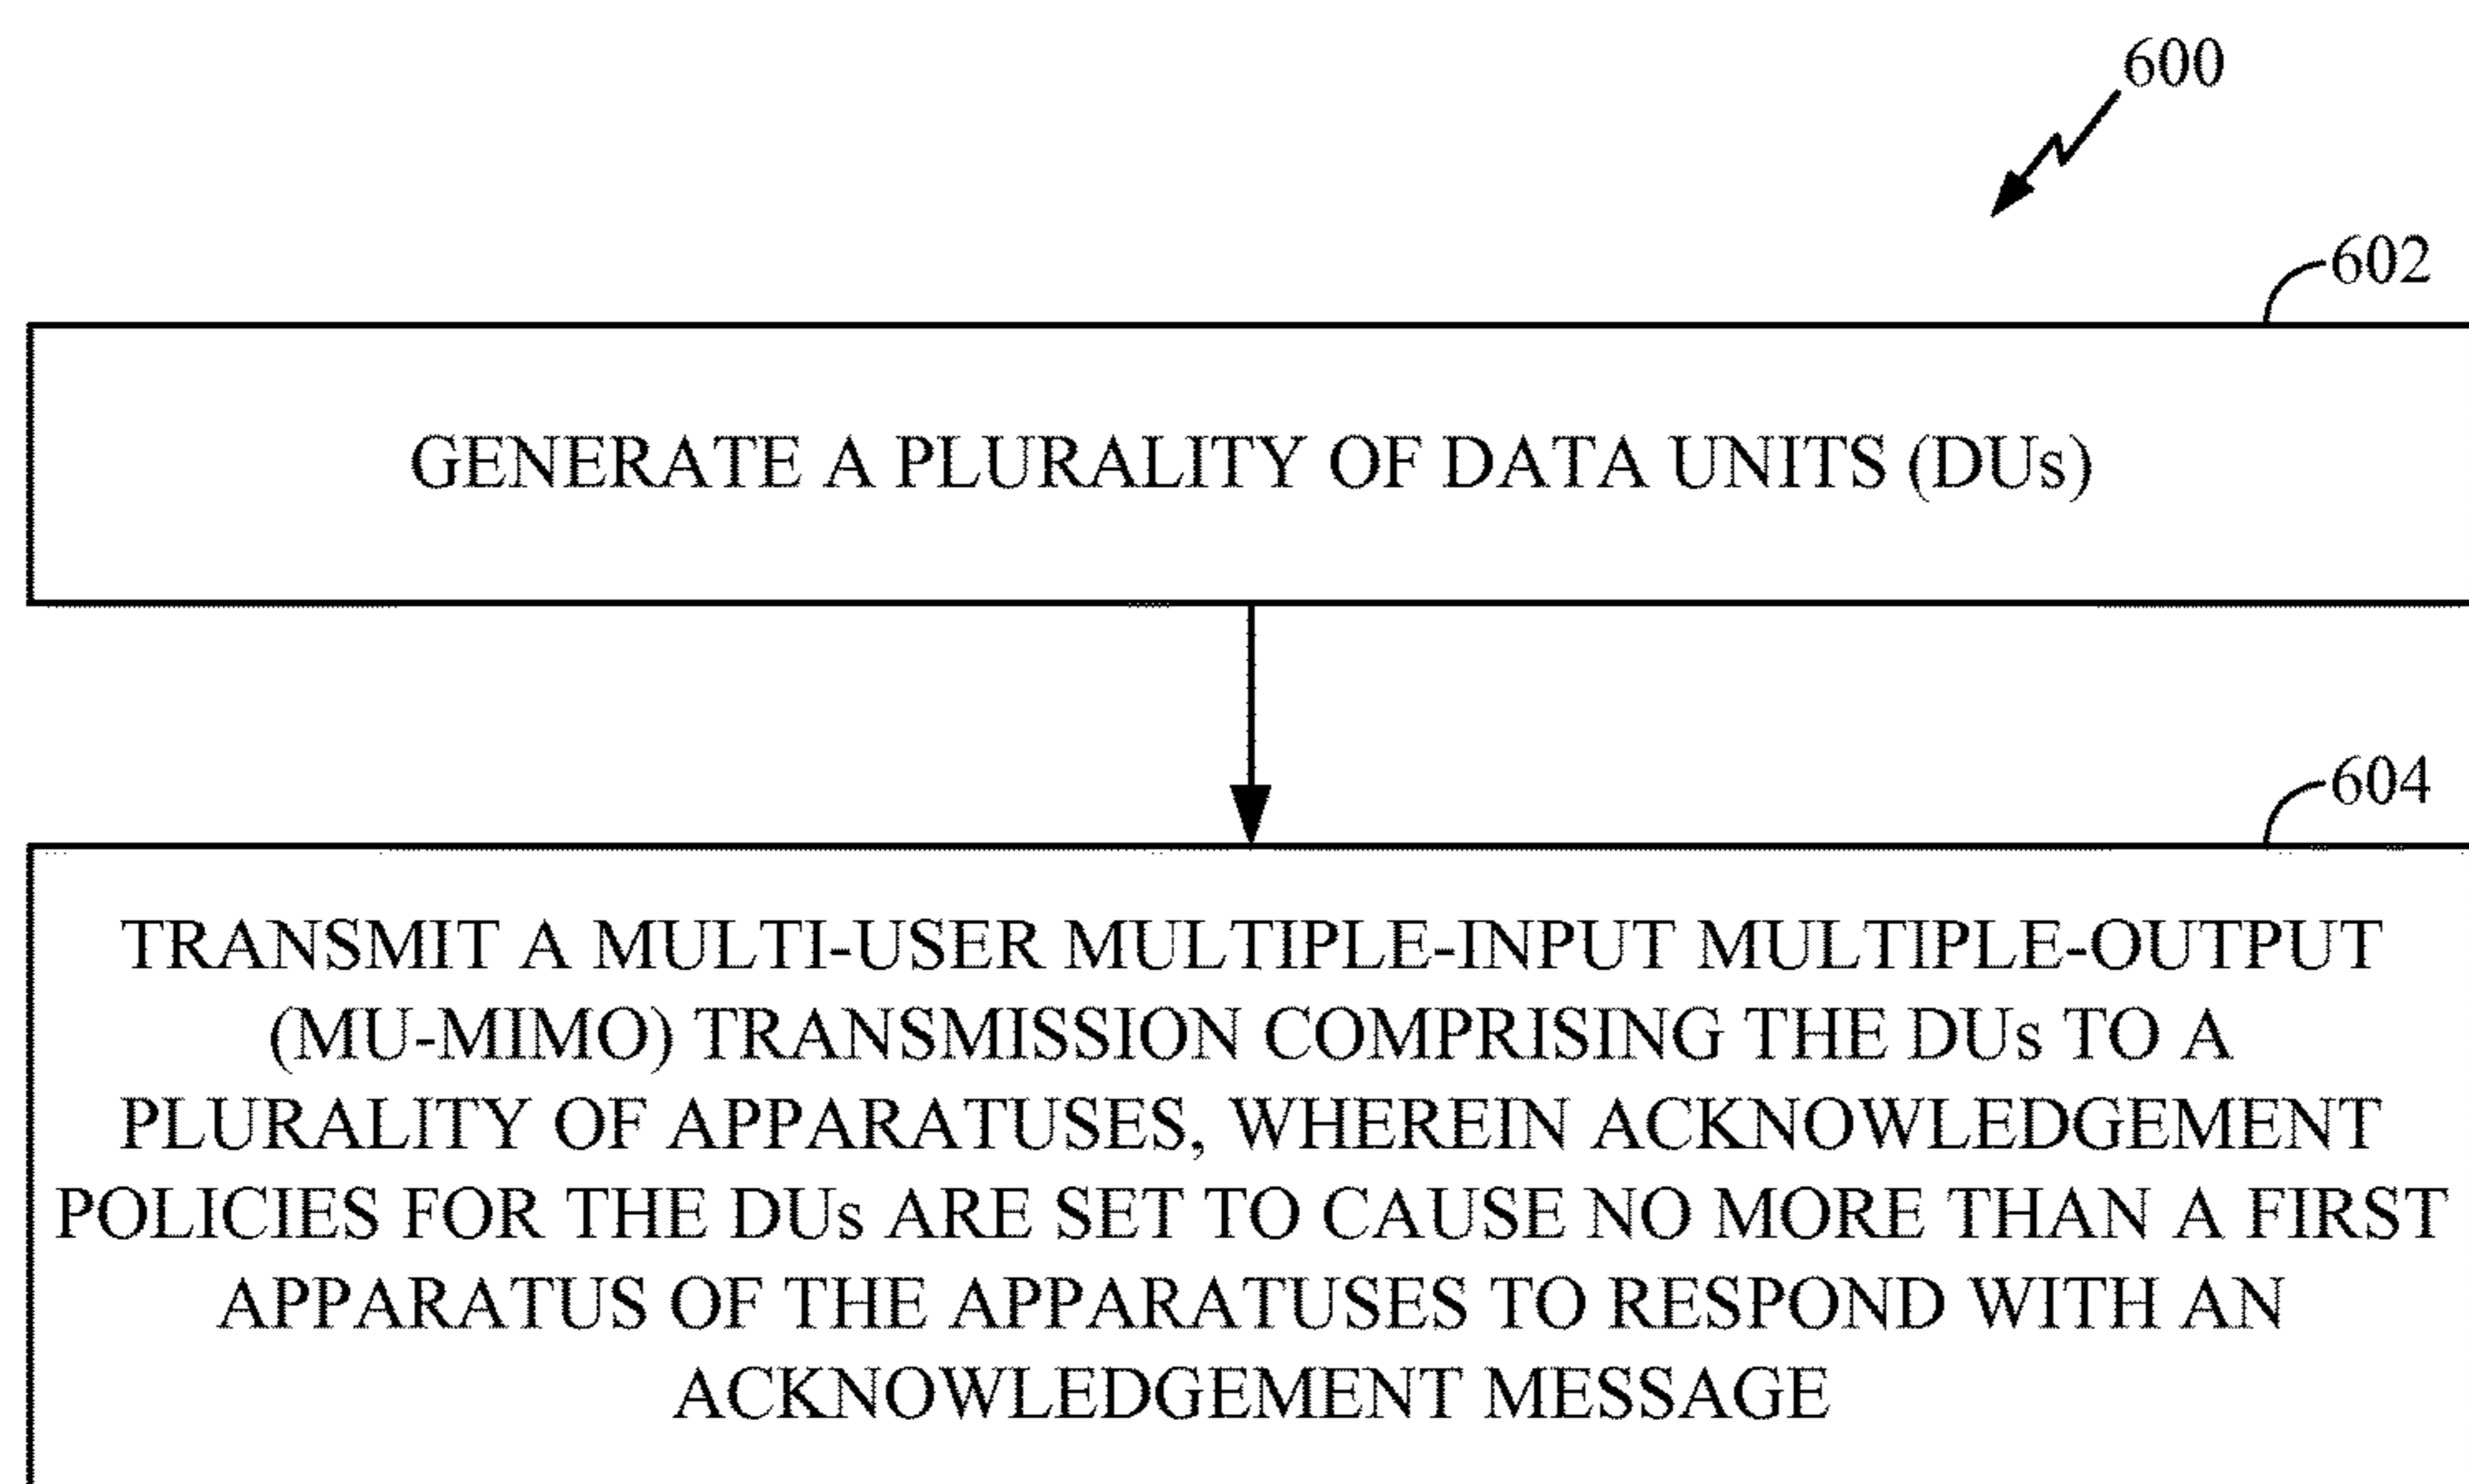 600
602
GENERATE A PLURALITY OF DATA UNITS (DUs)
604
TRANSMIT A MULTI-USER MULTIPLE-INPUT MULTIPLE-OUTPUT
(MU-MIMO) TRANSMISSION COMPRISING THE DUs TO A
PLURALITY OF APPARATUSES, WHEREIN ACKNOWLEDGEMENT
POLICIES FOR THE DUs ARE SET TO CAUSE NO MORE THAN A FIRST
APPARATUS OF THE APPARATUSES TO RESPOND WITH AN
ACKNOWLEDGEMENT MESSAGE